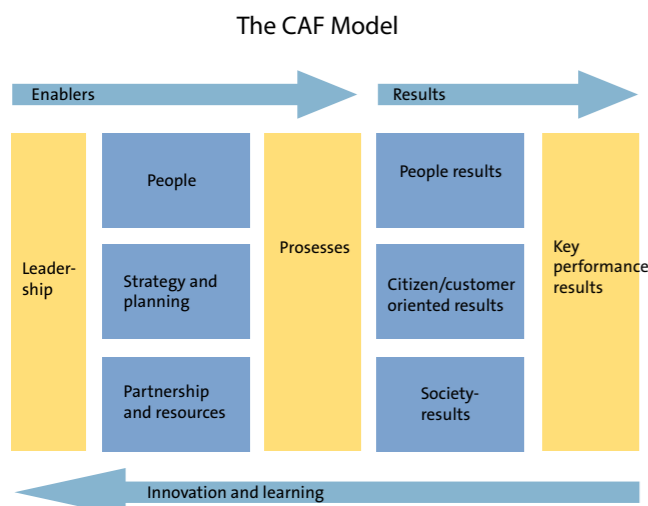 The CAF Model
Enablers
Results
Leader-
ship
People
Strategy and
planning
Partnership
and resources
Prosesses
People results
Citizen/customer
oriented results
Society-
results
Key
performance
results
Innovation and learning